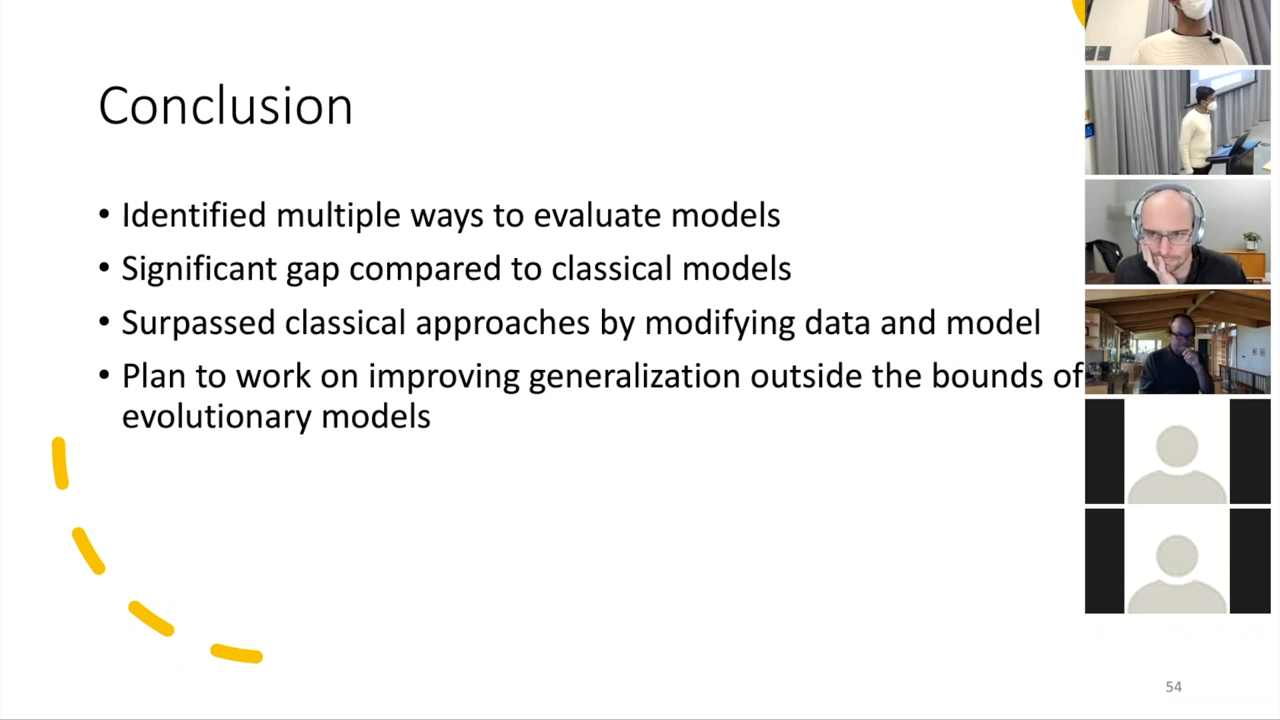 Conclusion
• Identified multiple ways to evaluate models
• Significant gap compared to classical models
• Surpassed classical approaches by modifying data and model
• Plan to work on improving generalization outside the bounds of
evolutionary models
54